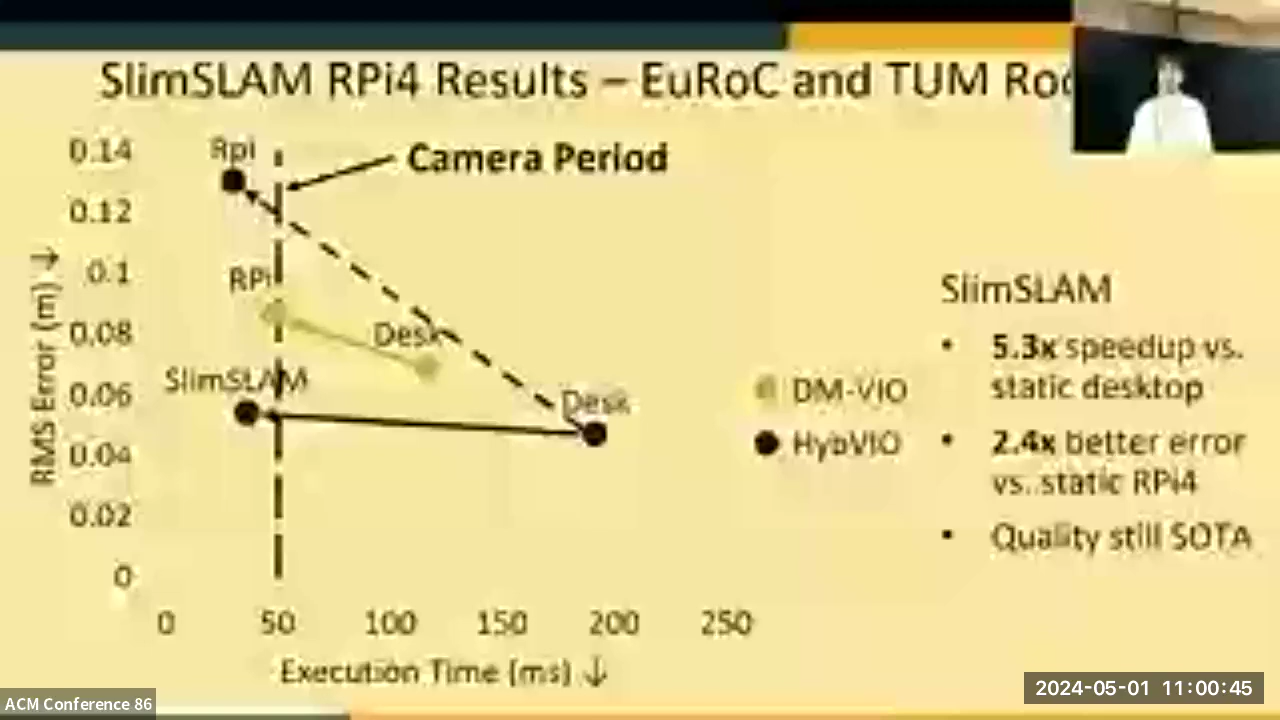 SlimSLAM RPi4 Results – EuRoC and TUM
Camera Period
0.14
0.12
0.1
0.08
0.06
0.04
0.02
0
RMS Error (m) ↓
Rpi
RPi
Desk
SlimSLAM
Desk
DM-VIO
HybVIO
0 50 100 150 200 250
Execution Time (ms) ↓
SlimSLAM
• 5.3x speedup vs.
static desktop
• 2.4x better error
vs. static RPi4
• Quality still SOTA
ACM Conference 86
2024-05-01 11:00:45